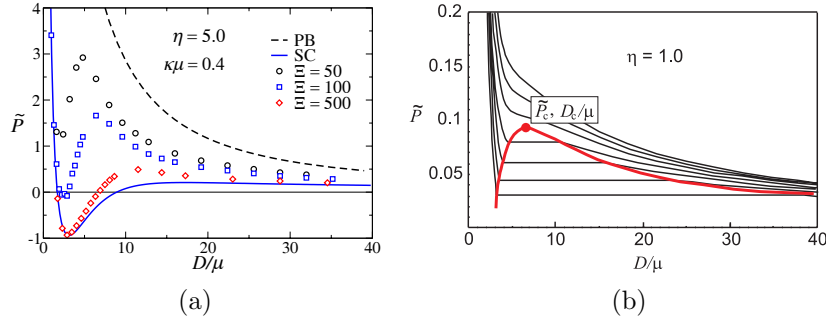 (a)
η = 5.0
κμ = 0.4
PB
SC
Ξ = 50
Ξ = 100
Ξ = 500
4
3
2
1
0
-1
P̃
0
10
20
30
40
D/μ
(a)
(b)
η = 1.0
P̃c, Dc/μ
0.2
0.15
0.1
0.05
P̃
0
10
20
30
40
D/μ
(b)